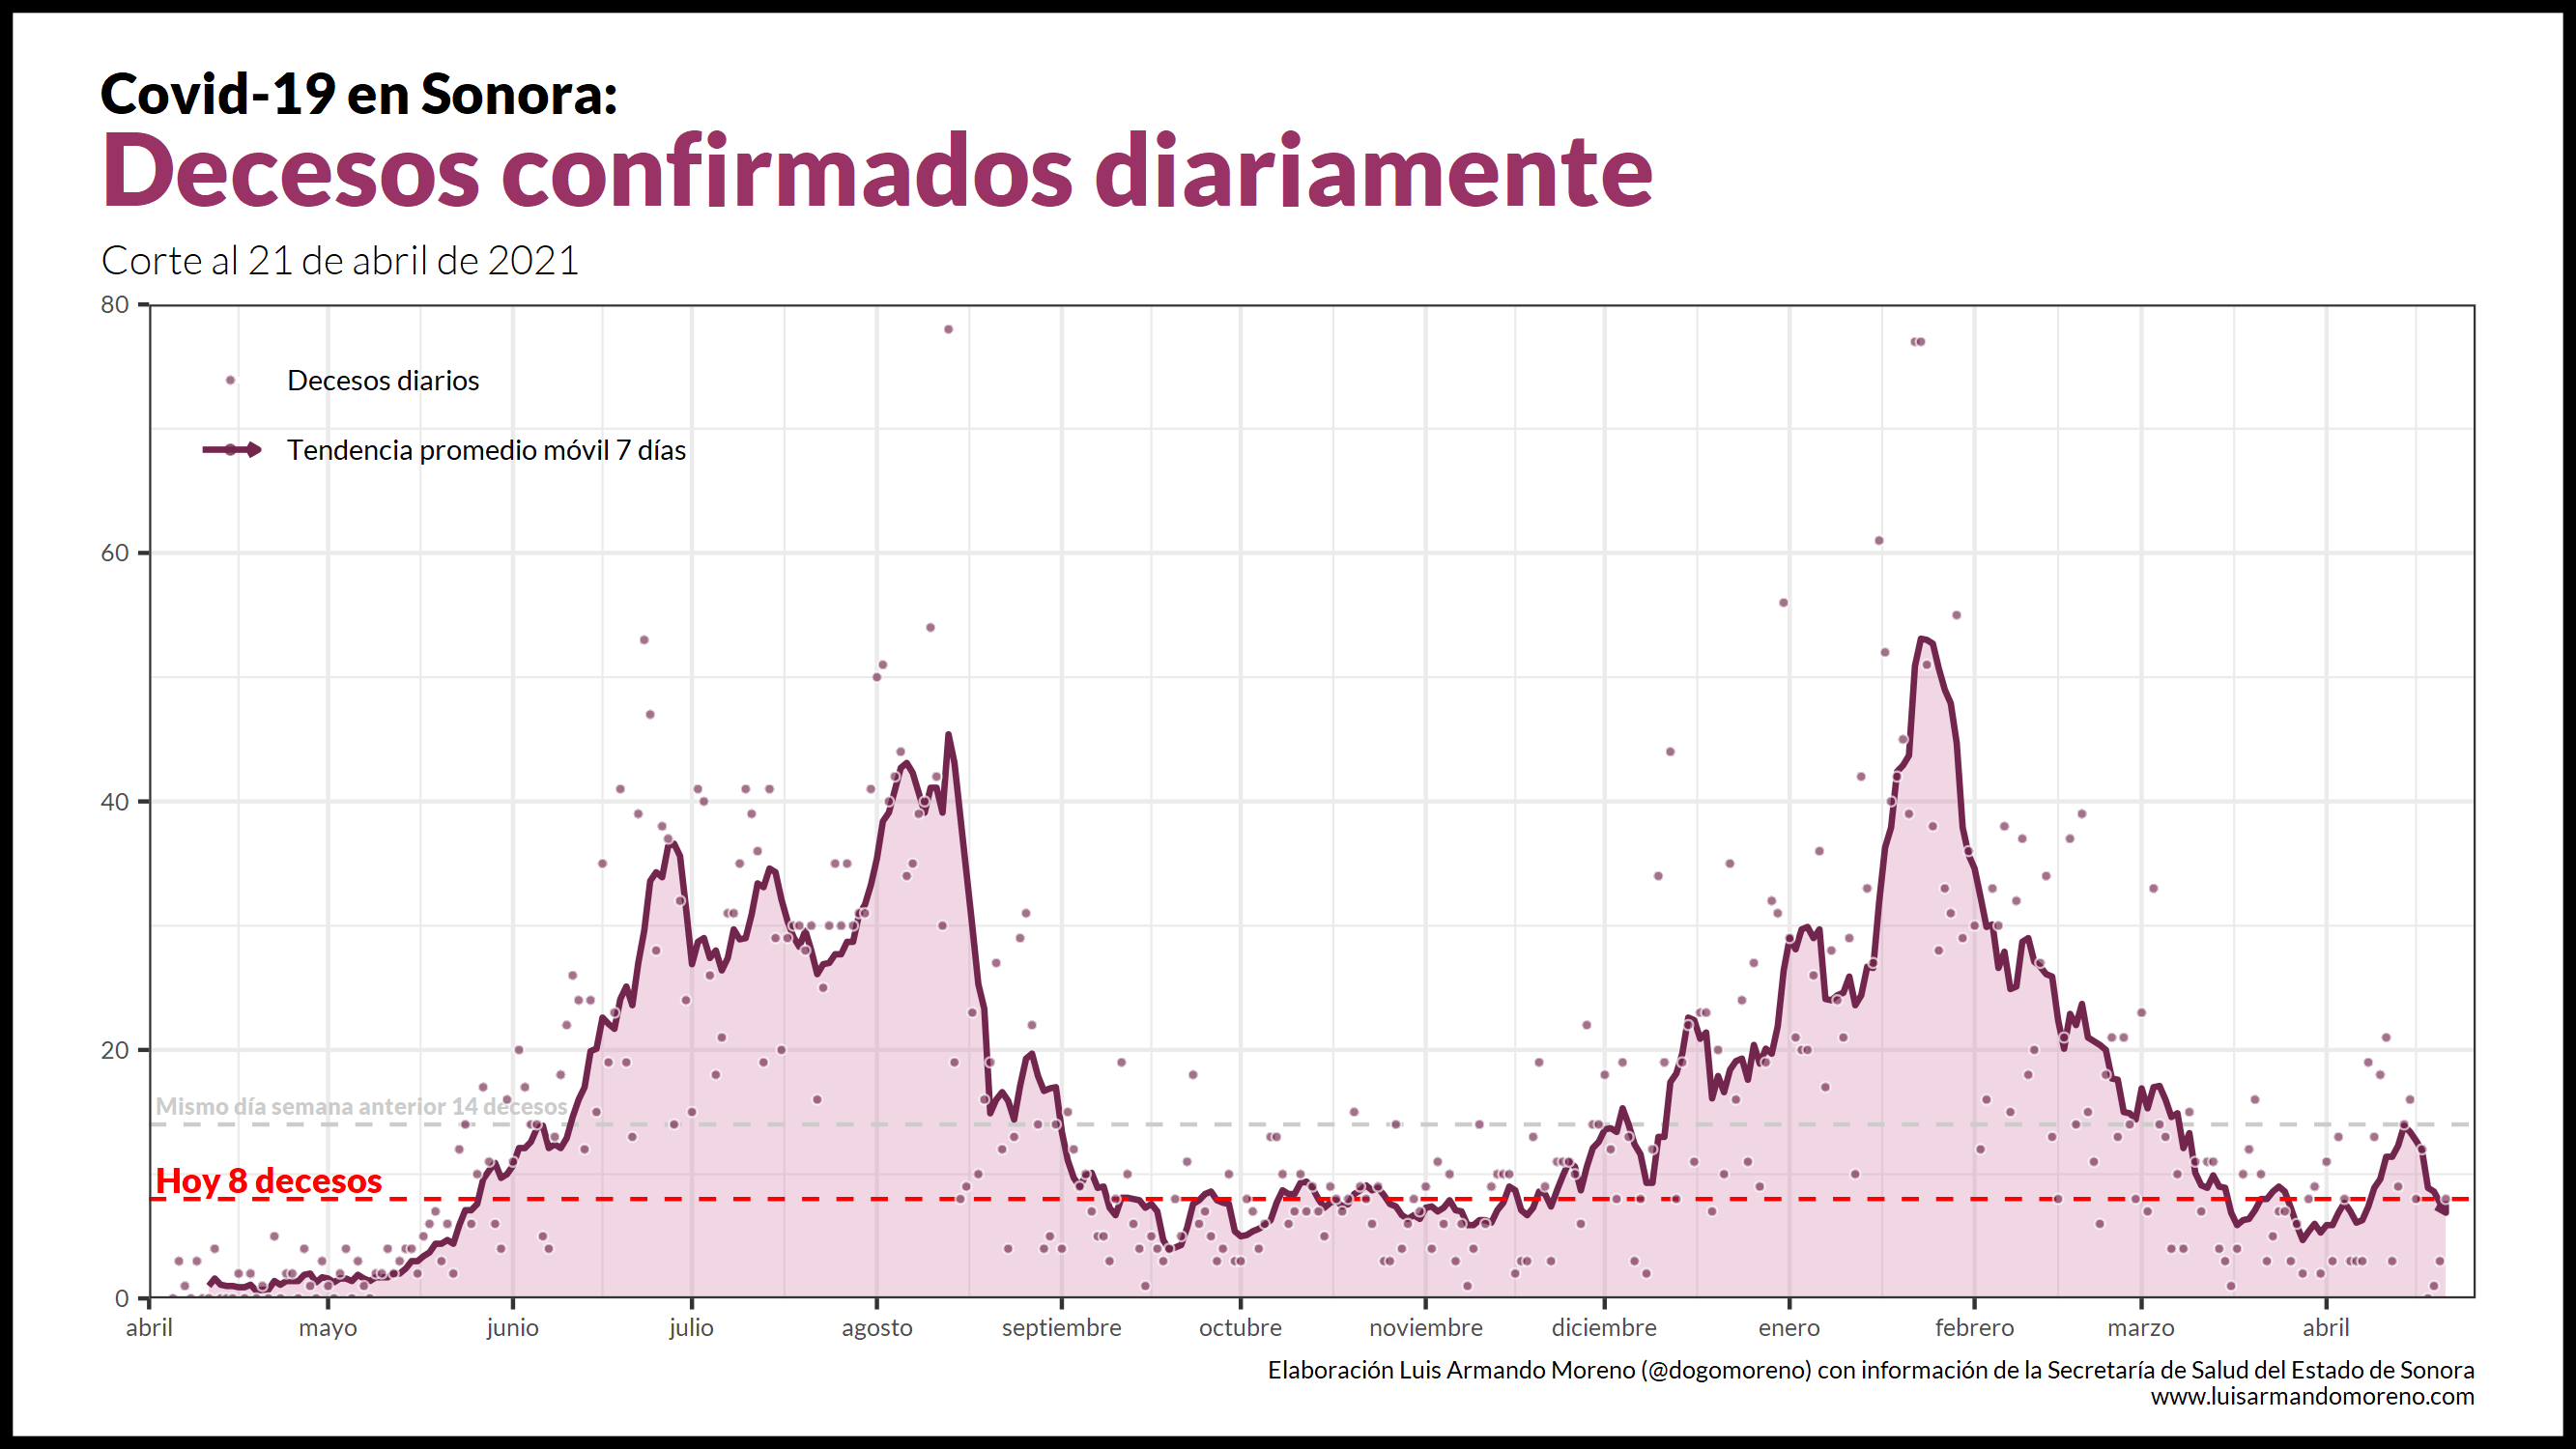 Covid-19 en Sonora:
Decesos confirmados diariamente
Corte al 21 de abril de 2021
80
60
40
20
0
Decesos diarios
Tendencia promedio móvil 7 días
Mismo día semana anterior 14 decesos
Hoy 8 decesos
abril mayo junio julio agosto septiembre octubre noviembre diciembre enero febrero marzo abril
Elaboración Luis Armando Moreno (@dogomoreno) con información de la Secretaría de Salud del Estado de Sonora
www.luisarmandomoreno.com